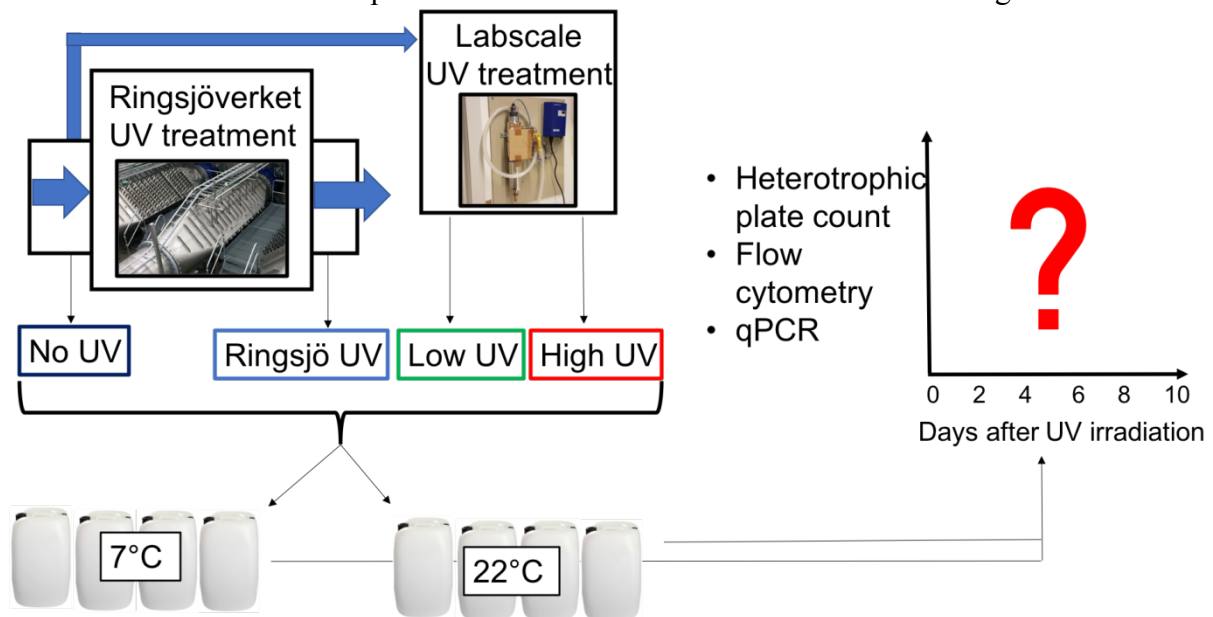 Labscale
UV treatment
Ringsjöverket
UV treatment
• Heterotrophic
plate count
• Flow
cytometry
• qPCR
?
No UV
Ringsjö UV
Low UV
High UV
0 2 4 6 8 10
Days after UV irradiation
7°C
22°C